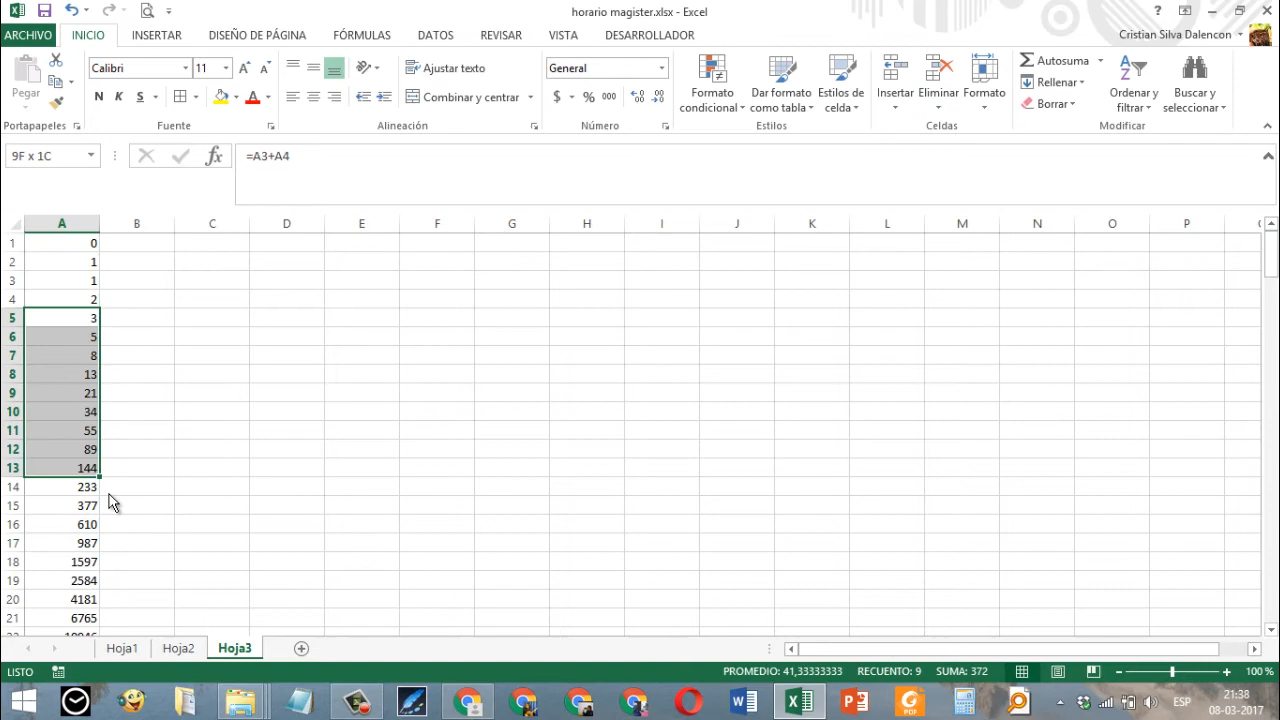 horario magister.xlsx - Excel
ARCHIVO INICIO INSERTAR DISEÑO DE PÁGINA FÓRMULAS DATOS REVISAR VISTA DESARROLLADOR Cristian Silva Dalencon
Pegar
Portapapeles
Calibri 11
N K S
Fuente
Ajustar texto
Combinar y centrar
Alineación
General
$ % 000
Número
Formato condicional
Dar formato como tabla
Estilos de celda
Estilos
Insertar Eliminar Formato
Celdas
Autosuma
Rellenar
Borrar
Ordenar y filtrar
Buscar y seleccionar
Modificar
9F x 1C fx =A3+A4
A B C D E F G H I J K L M N O P
1 0
2 1
3 1
4 2
5 3
6 5
7 8
8 13
9 21
10 34
11 55
12 89
13 144
14 233
15 377
16 610
17 987
18 1597
19 2584
20 4181
21 6765
Hoja1 Hoja2 Hoja3
LISTO PROMEDIO: 41,33333333 RECUENTO: 9 SUMA: 372 100 %
PDF ESP 21:38
08-03-2017